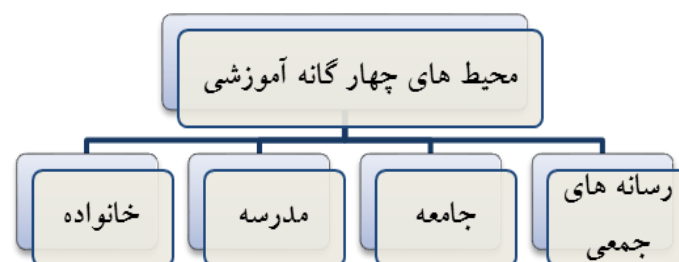 محیط های چهار گانه آموزشی
رسانه های
جمعی
جامعه
مدرسه
خانواده